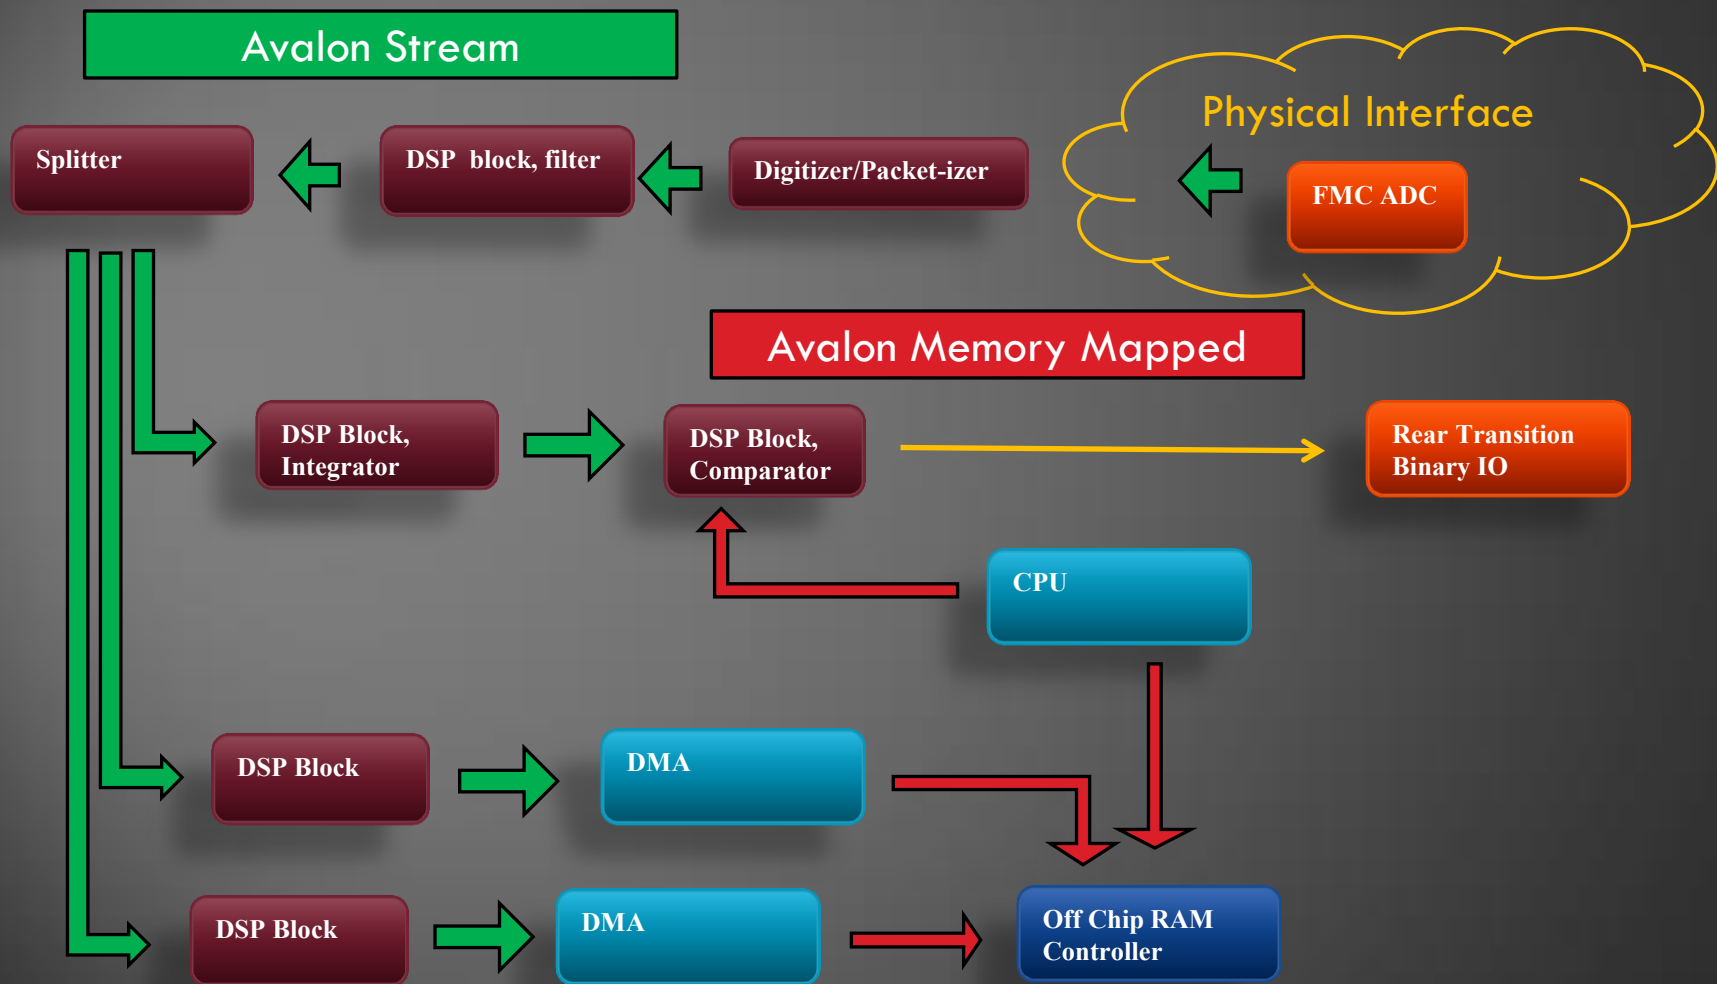 Avalon Stream
Physical Interface
Splitter
DSP block, filter
Digitizer/Packet-izer
FMC ADC
Avalon Memory Mapped
DSP Block,
Integrator
DSP Block,
Comparator
Rear Transition
Binary IO
CPU
DSP Block
DMA
DSP Block
DMA
Off Chip RAM
Controller